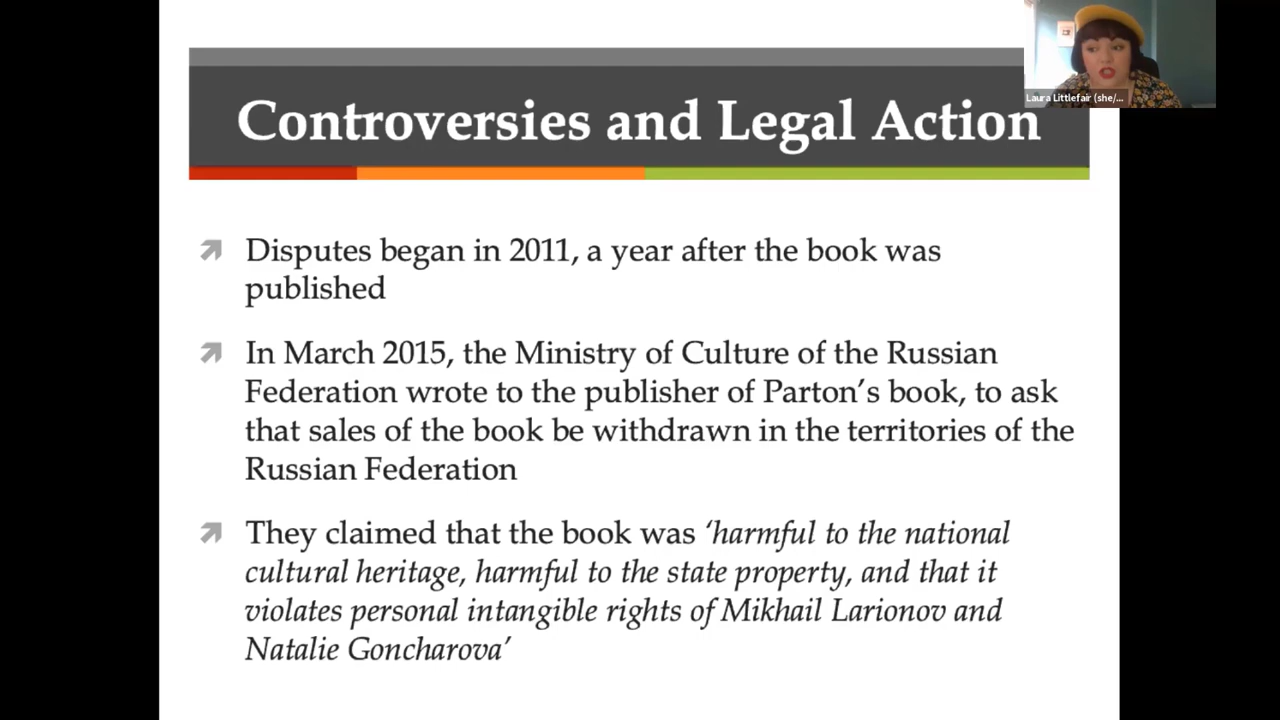 Laura Littlefair (she/...
Controversies and Legal Action
Disputes began in 2011, a year after the book was
published
In March 2015, the Ministry of Culture of the Russian
Federation wrote to the publisher of Parton’s book, to ask
that sales of the book be withdrawn in the territories of the
Russian Federation
They claimed that the book was ‘harmful to the national
cultural heritage, harmful to the state property, and that it
violates personal intangible rights of Mikhail Larionov and
Natalie Goncharova’